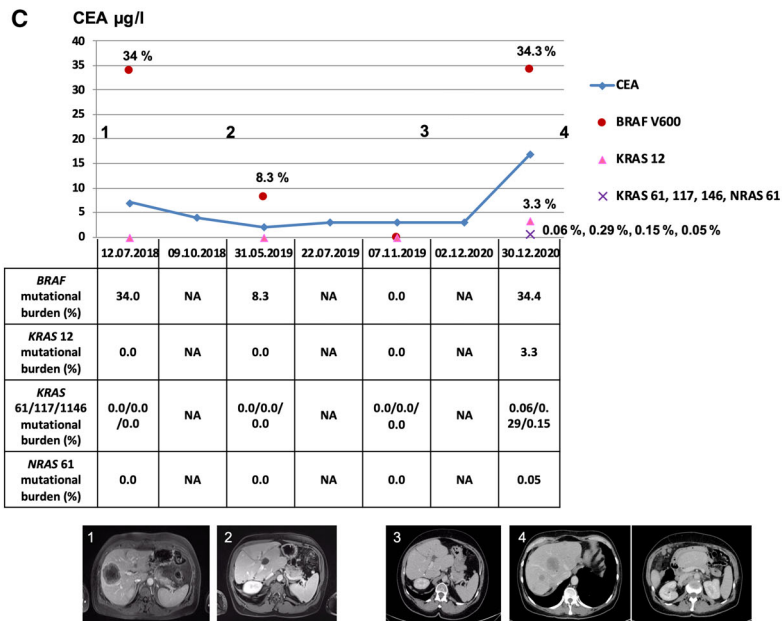 C
CEA µg/l
40
35
30
25
20
15
10
5
0
34 %
8.3 %
34.3 %
3.3 %
0.06 %, 0.29 %, 0.15 %, 0.05 %
1
2
3
4
CEA
BRAF V600
KRAS 12
KRAS 61, 117, 146, NRAS 61
12.07.2018 09.10.2018 31.05.2019 22.07.2019 07.11.2019 02.12.2020 30.12.2020
BRAF
mutational
burden (%)
34.0 NA 8.3 NA 0.0 NA 34.4
KRAS 12
mutational
burden (%)
0.0 NA 0.0 NA 0.0 NA 3.3
KRAS
61/117/1146
mutational
burden (%)
0.0/0.0
/0.0
NA
0.0/0.0/
0.0
NA
0.0/0.0/
0.0
NA
0.06/0.
29/0.15
NRAS 61
mutational
burden (%)
0.0 NA 0.0 NA 0.0 NA 0.05
1
2
3
4